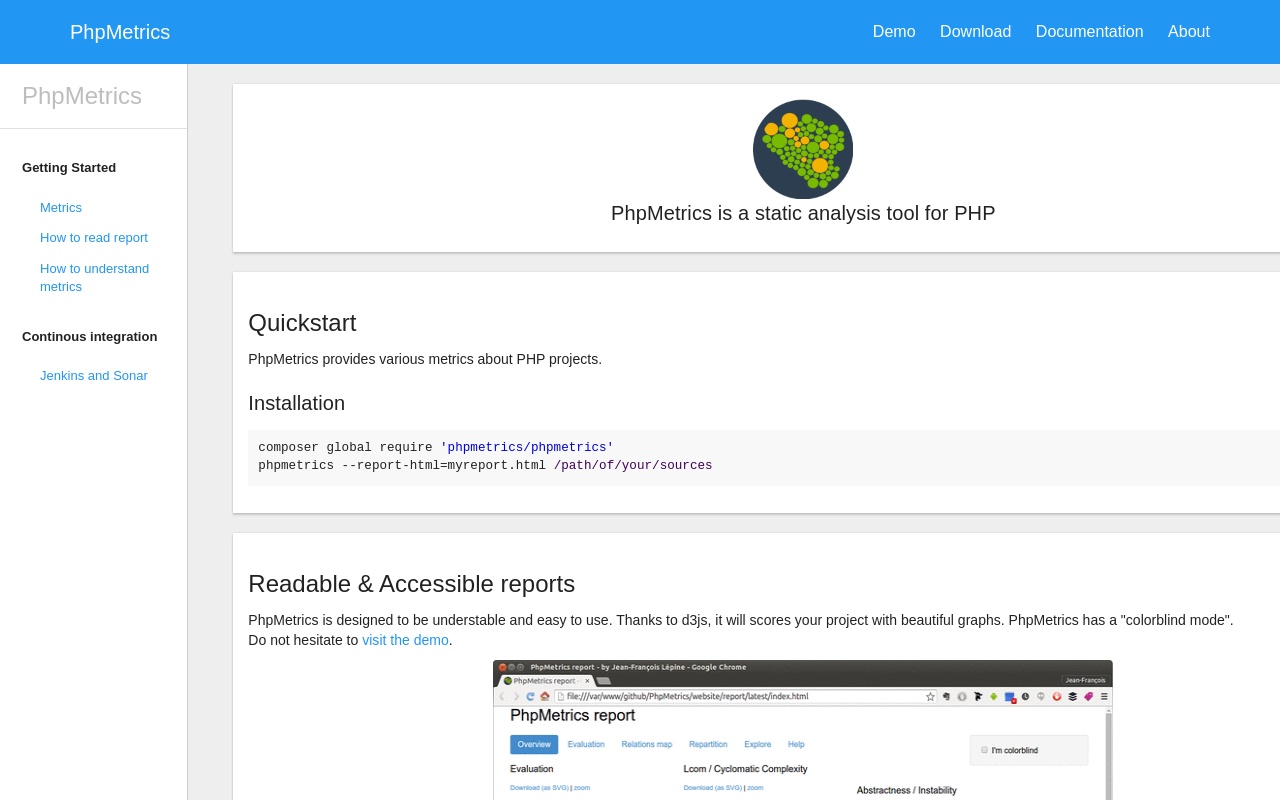 PhpMetrics
Demo Download Documentation About
PhpMetrics
Getting Started
Metrics
How to read report
How to understand
metrics
Continous integration
Jenkins and Sonar
PhpMetrics is a static analysis tool for PHP
Quickstart
PhpMetrics provides various metrics about PHP projects.
Installation
composer global require 'phpmetrics/phpmetrics'
phpmetrics --report-html=myreport.html /path/of/your/sources
Readable & Accessible reports
PhpMetrics is designed to be understable and easy to use. Thanks to d3js, it will scores your project with beautiful graphs. PhpMetrics has a "colorblind mode".
Do not hesitate to visit the demo.
PhpMetrics report - by Jean-François Lépine - Google Chrome
PhpMetrics report - Jean-François
file:///var/www/github/PhpMetrics/website/report/latest/index.html
PhpMetrics report
Overview Evaluation Relations map Repartition Explore Help
I'm colorblind
Evaluation Lcom / Cyclomatic Complexity
Download (as SVG) | zoom Download (as SVG) | zoom
Abstractness / Instability